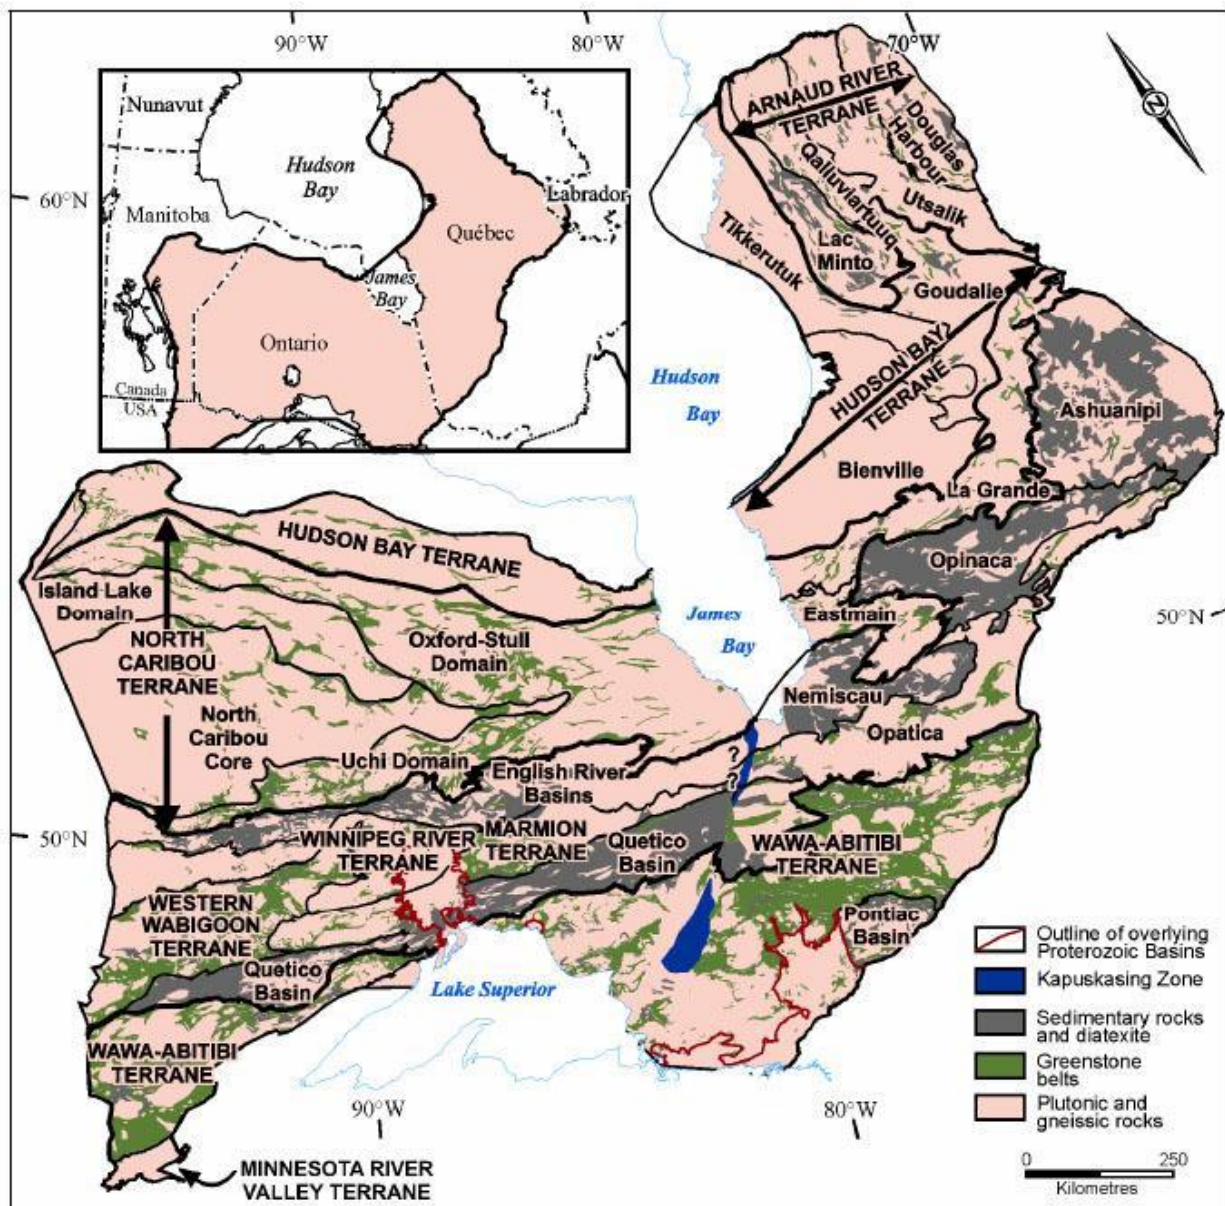 90°W
80°W
70°W
60°N
N
Nunavut
Hudson
Bay
Labrador
Manitoba
Québec
James
Bay
Ontario
Canada
USA
ARNAUD RIVER
TERRANE
Douglas
Harbour
Qalluviartuuq
Utsalik
Tikkerutuk
Lac
Minto
Goudalie
HUDSON BAY
TERRANE
Hudson
Bay
Ashuanipi
Bienville
La Grande
Opinaca
Eastmain
50°N
James
Bay
Nemiscau
Opatica
HUDSON BAY TERRANE
Island Lake
Domain
NORTH
CARIBOU
TERRANE
Oxford-Stull
Domain
North
Caribou
Core
Uchi Domain
English River
Basins
?
?
50°N
WINNIPEG RIVER
TERRANE
MARMION
TERRANE
Quetico
Basin
WAWA-ABITIBI
TERRANE
WESTERN
WABIGOON
TERRANE
Pontiac
Basin
Quetico
Basin
Lake Superior
WAWA-ABITIBI
TERRANE
90°W
80°W
MINNESOTA RIVER
VALLEY TERRANE
Outline of overlying
Proterozoic Basins
Kapuskasing Zone
Sedimentary rocks
and diatexite
Greenstone
belts
Plutonic and
gneissic rocks
0 250
Kilometres